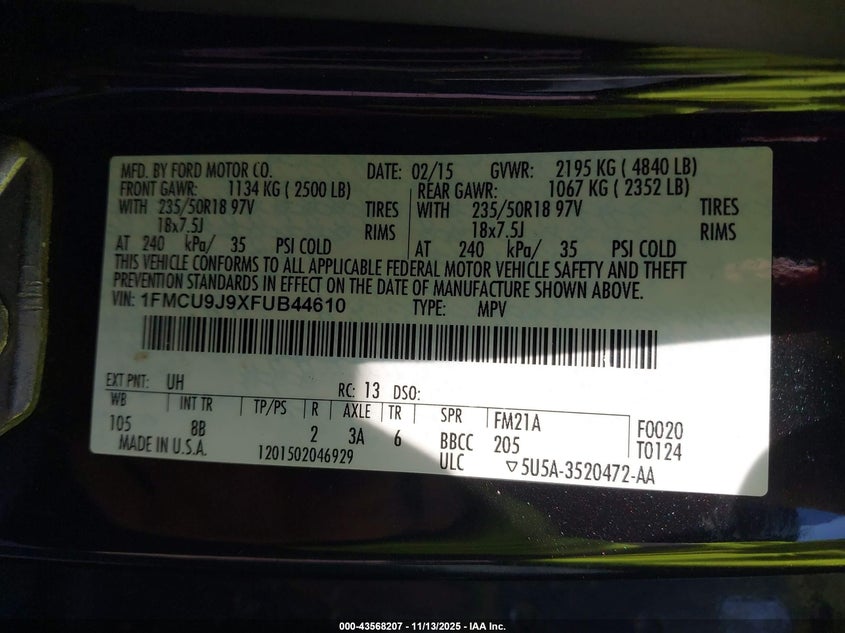 MFD. BY FORD MOTOR CO. DATE: 02/15 GVWR: 2195 KG ( 4840 LB)
FRONT GAWR: 1134 KG ( 2500 LB) REAR GAWR: 1067 KG ( 2352 LB)
WITH 235/50R18 97V TIRES WITH 235/50R18 97V TIRES
18x7.5J RIMS 18x7.5J RIMS
AT 240 kPa/ 35 PSI COLD AT 240 kPa/ 35 PSI COLD
THIS VEHICLE CONFORMS TO ALL APPLICABLE FEDERAL MOTOR VEHICLE SAFETY AND THEFT
PREVENTION STANDARDS IN EFFECT ON THE DATE OF MANUFACTURE SHOWN ABOVE.
VIN: 1FMCU9J9XFUB44610 TYPE: MPV
EXT PNT: UH RC: 13 DSO:
WB INT TR TP/PS R AXLE TR SPR FM21A F0020
105 8B 2 3A 6 BBCC 205 T0124
MADE IN U.S.A. 1201502046929 ULC ▽5U5A-3520472-AA
000-43568207 - 11/13/2025 - IAA Inc.